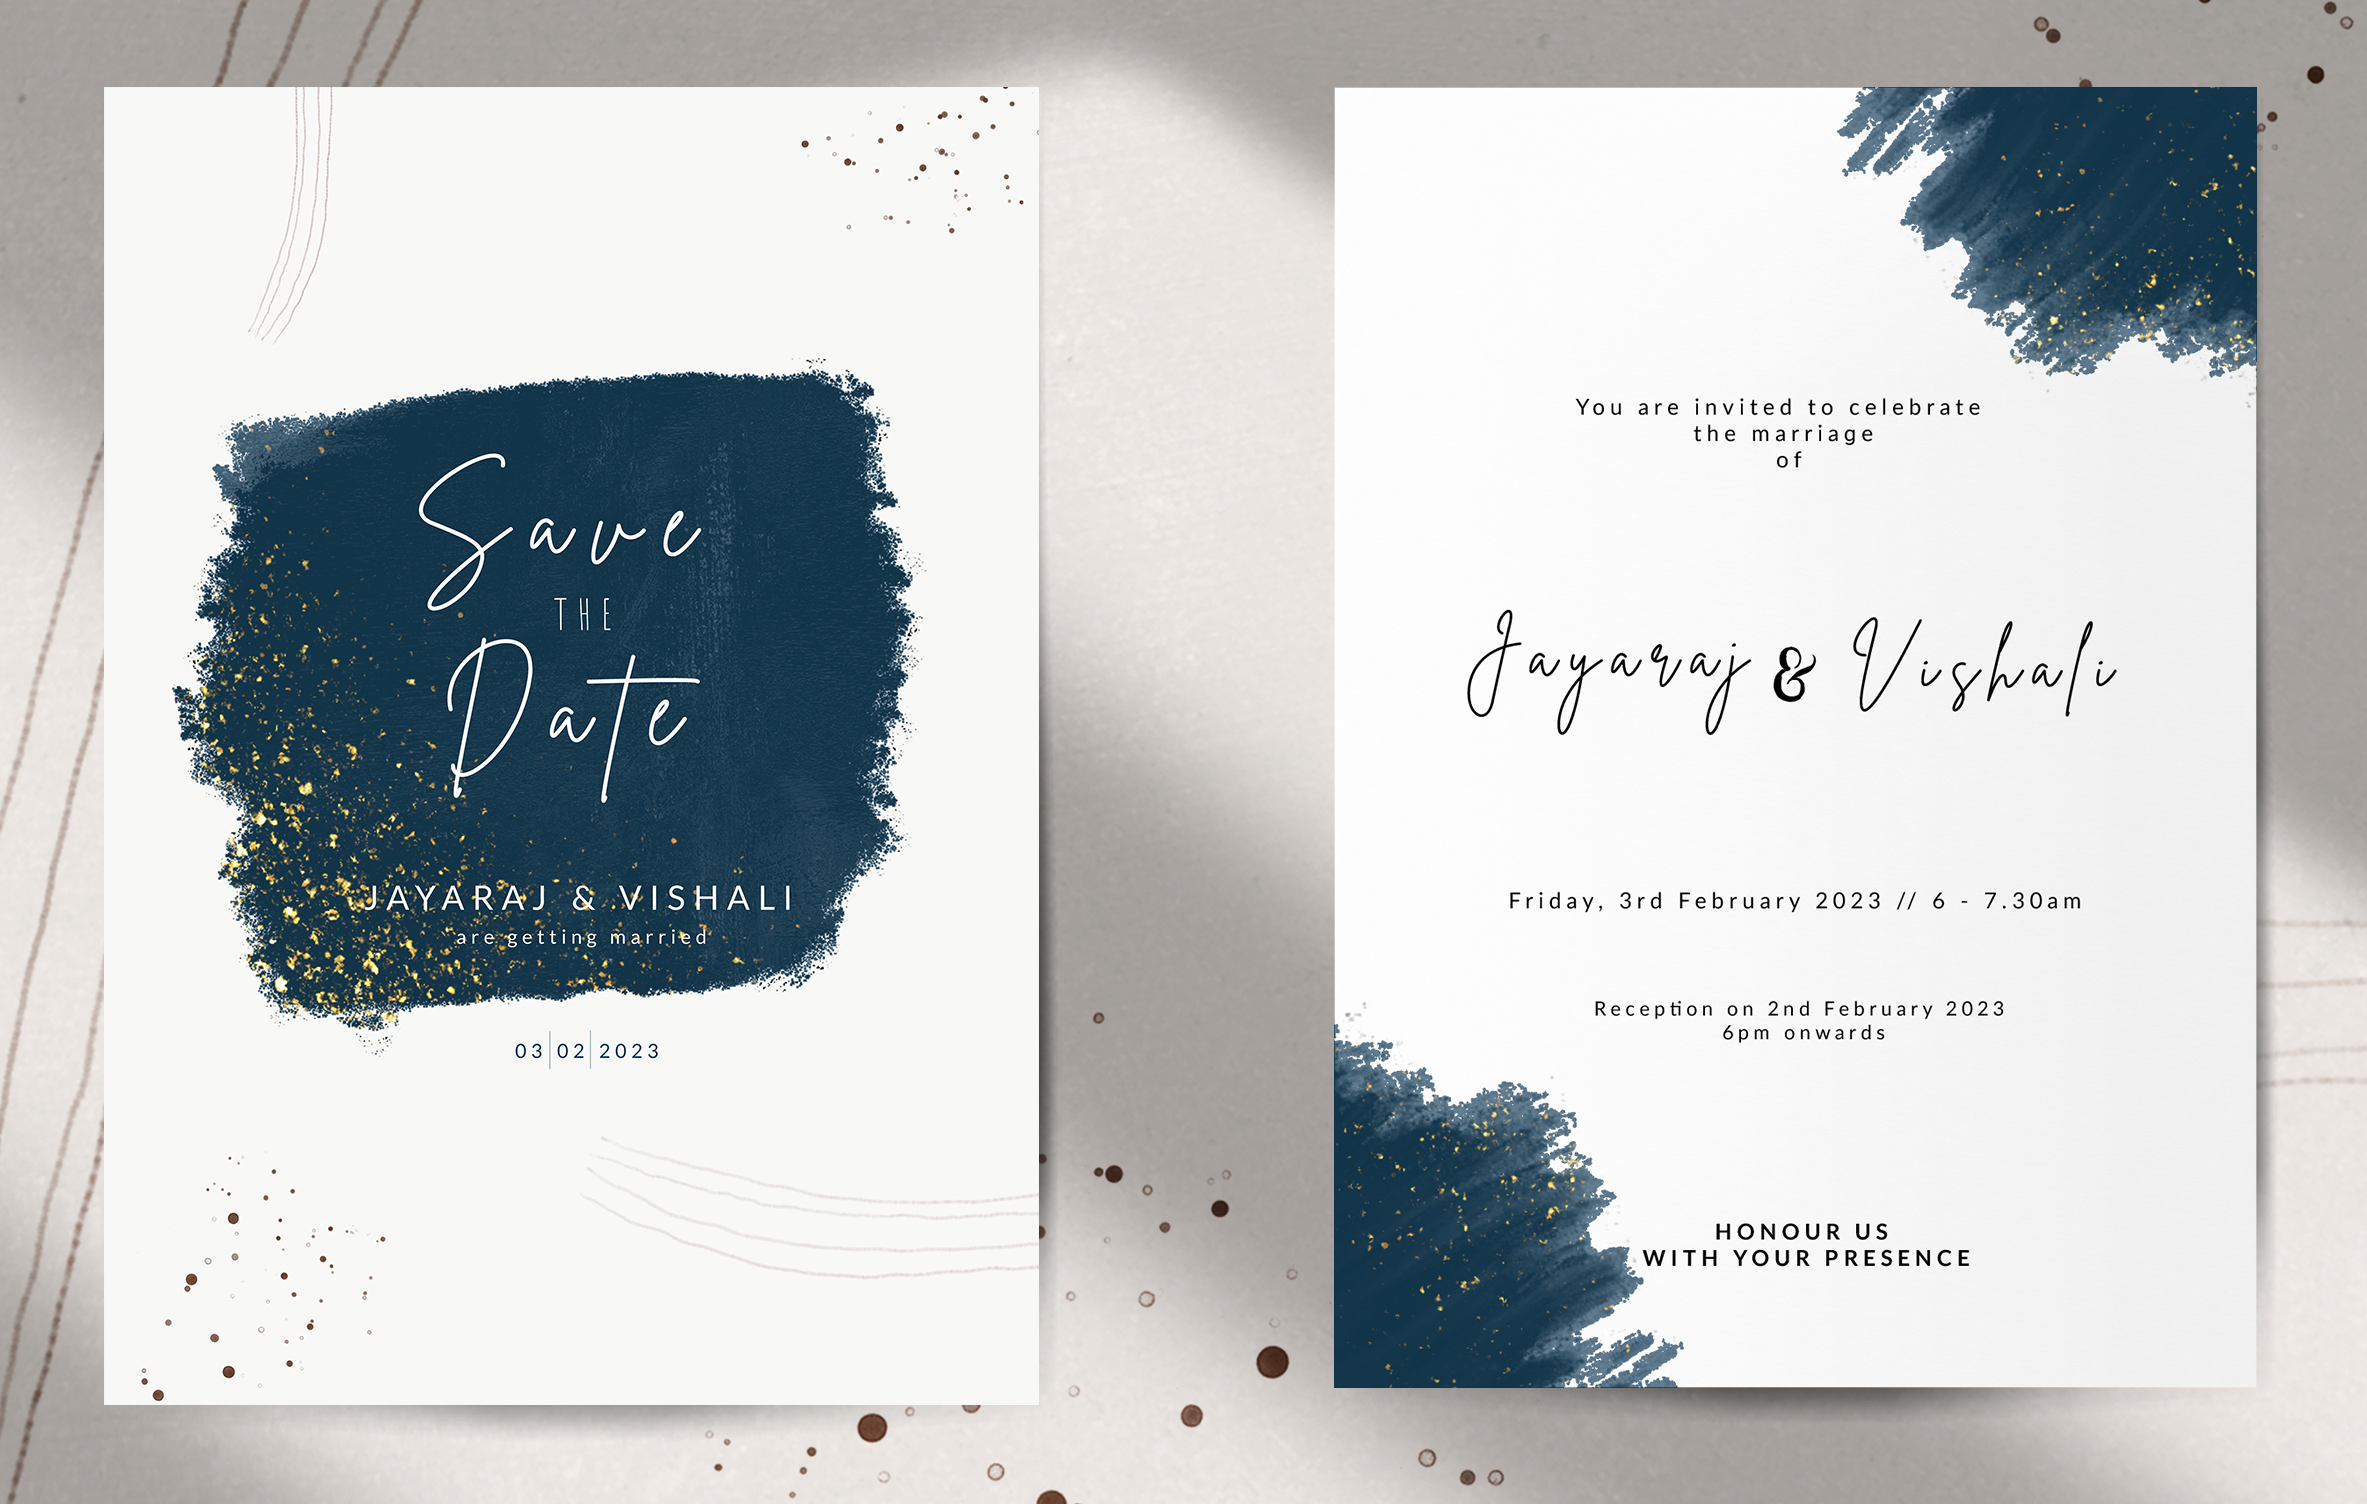 Save
THE
Date
JAYARAJ & VISHALI
are getting married
03|02|2023
You are invited to celebrate
the marriage
of
Jayaraj & Vishali
Friday, 3rd February 2023 // 6 - 7.30am
Reception on 2nd February 2023
6pm onwards
HONOUR US
WITH YOUR PRESENCE